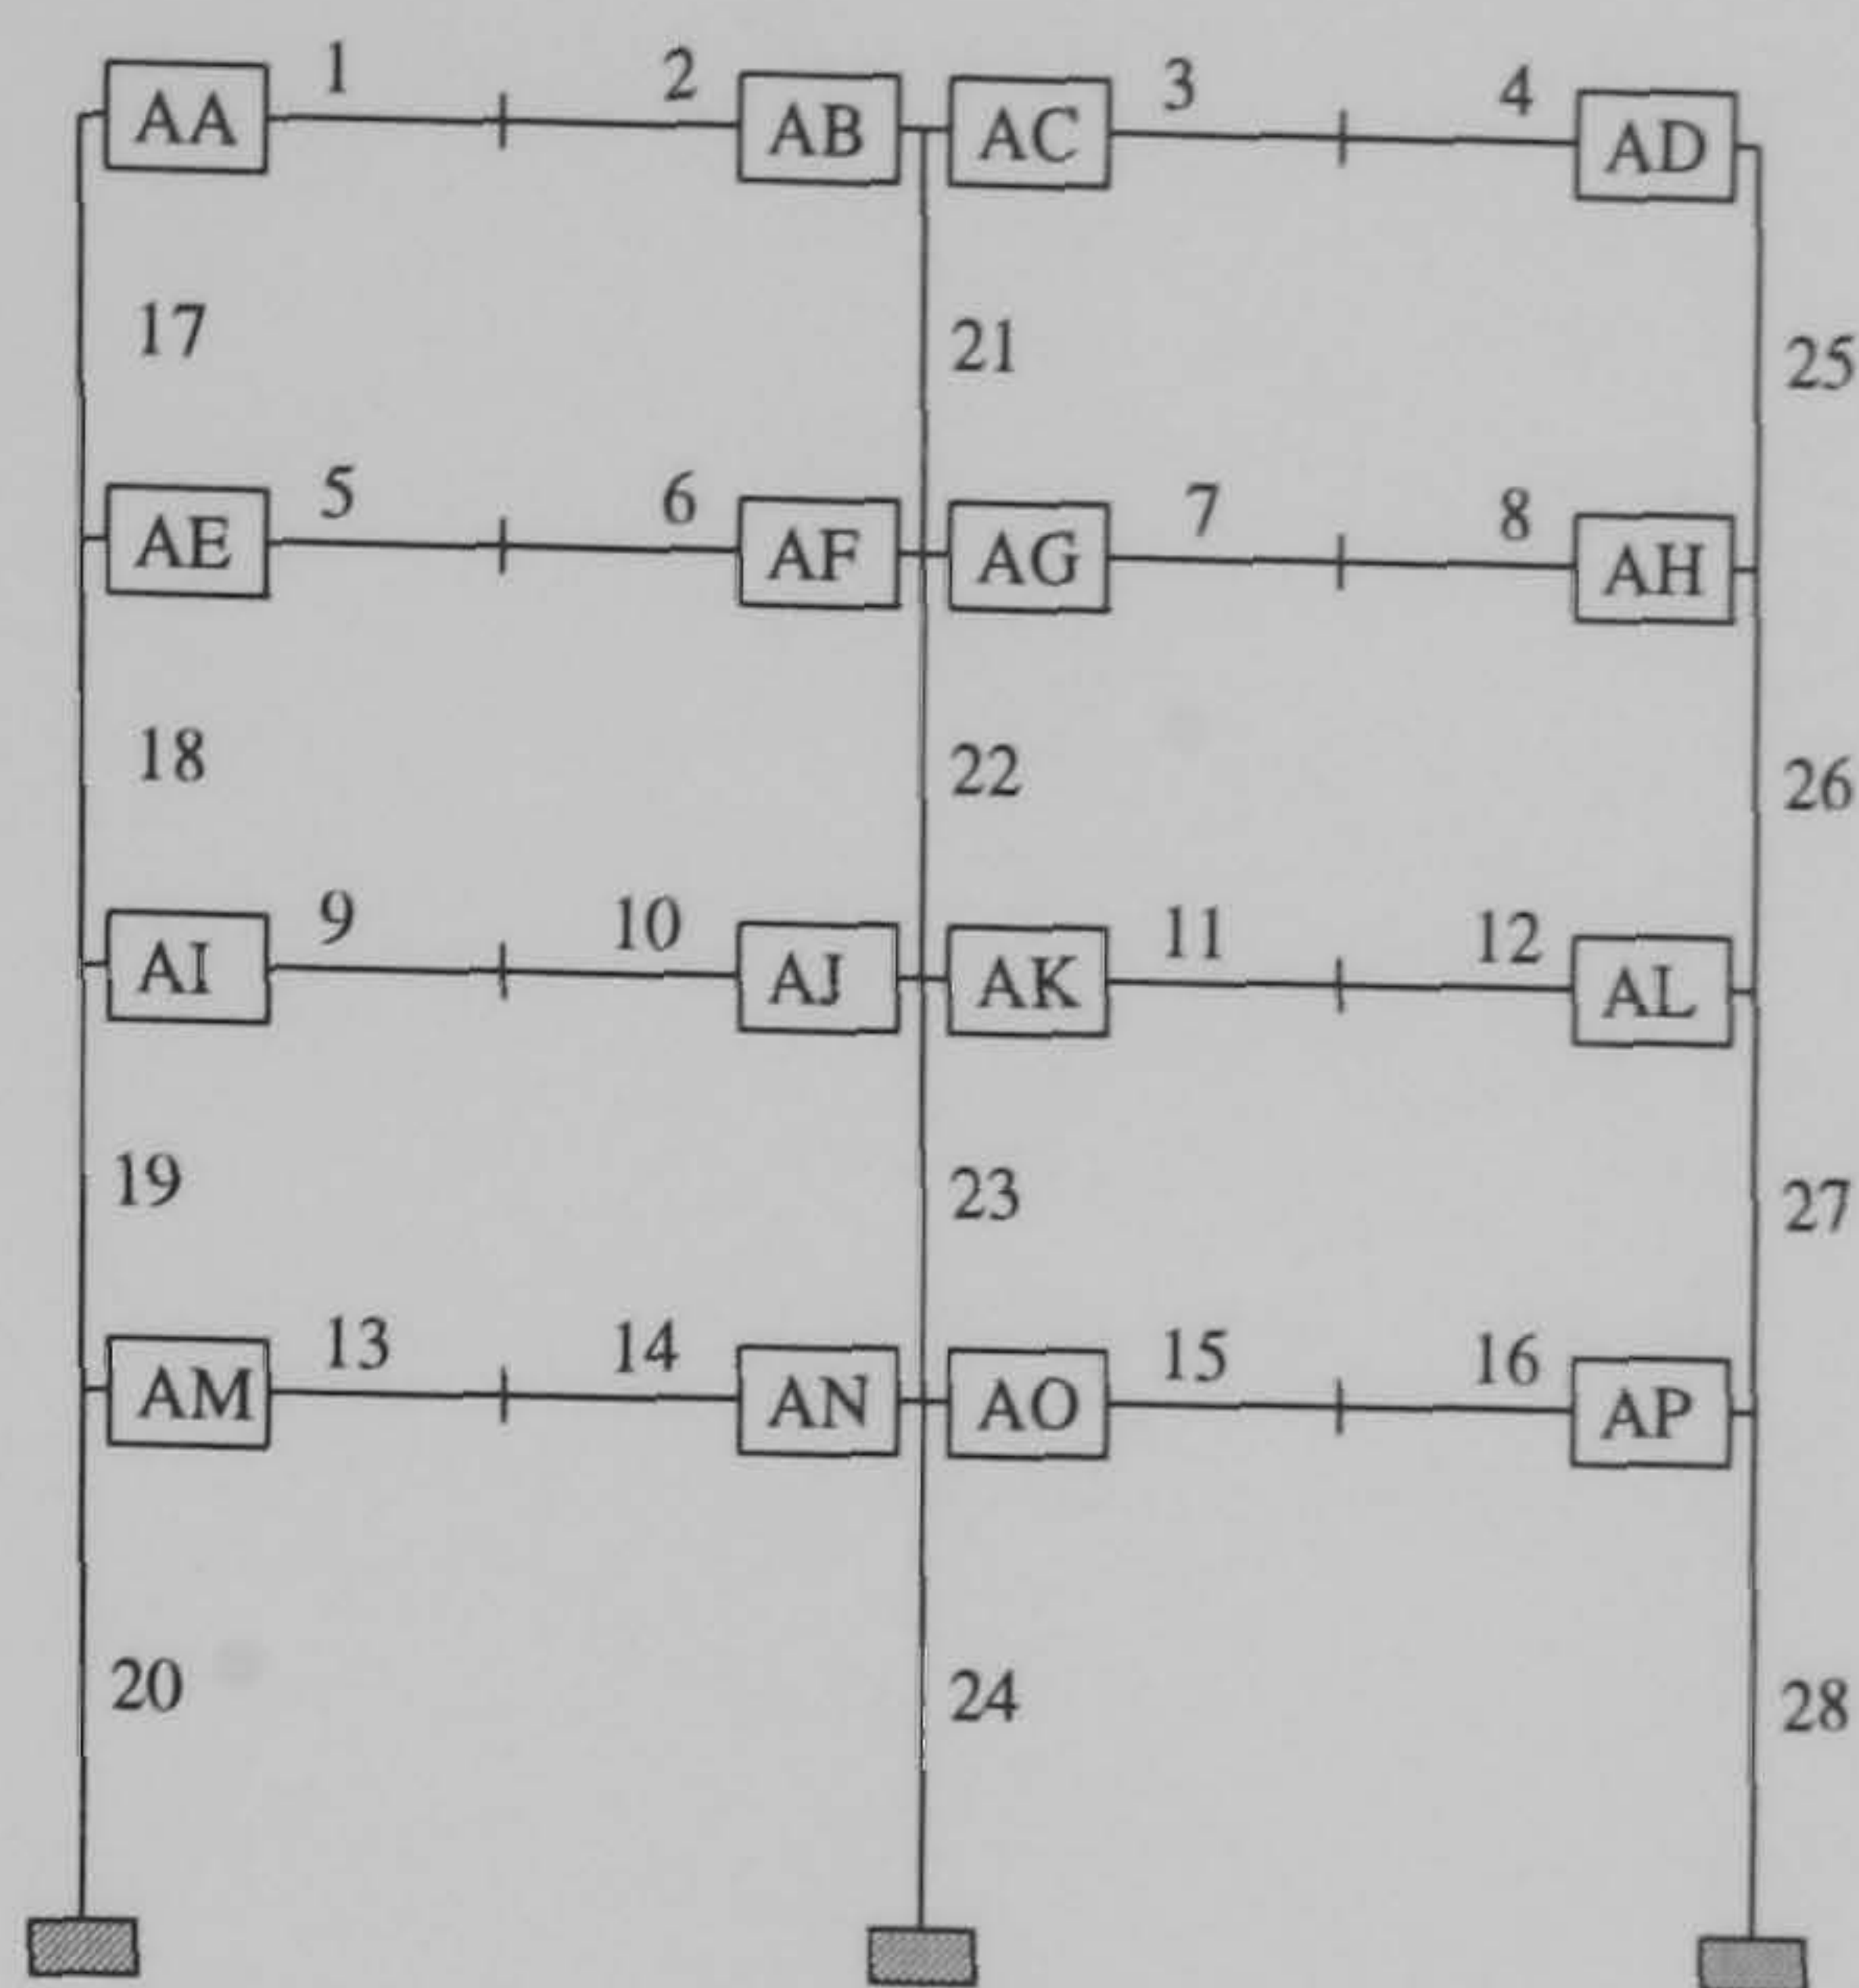 AA 1 2 AB AC 3 4 AD
17 21 25
AE 5 6 AF AG 7 8 AH
18 22 26
AI 9 10 AJ AK 11 12 AL
19 23 27
AM 13 14 AN AO 15 16 AP
20 24 28